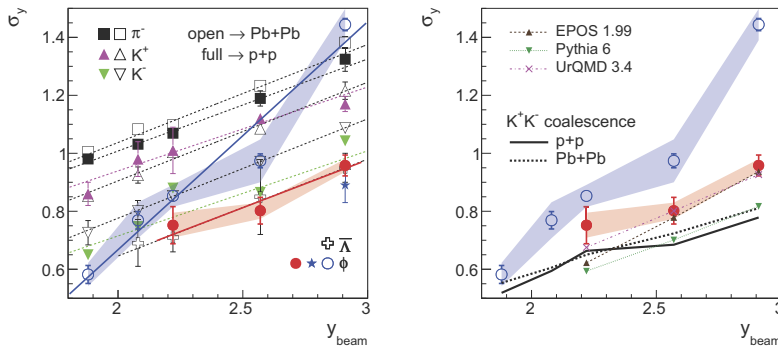 σy
1.4
1.2
1
0.8
0.6
π- open → Pb+Pb
K+ full → p+p
K-
Λ̅
ϕ
2 2.5 3
ybeam
σy
1.4
1.2
1
0.8
0.6
EPOS 1.99
Pythia 6
UrQMD 3.4
K+K- coalescence
p+p
Pb+Pb
2 2.5 3
ybeam